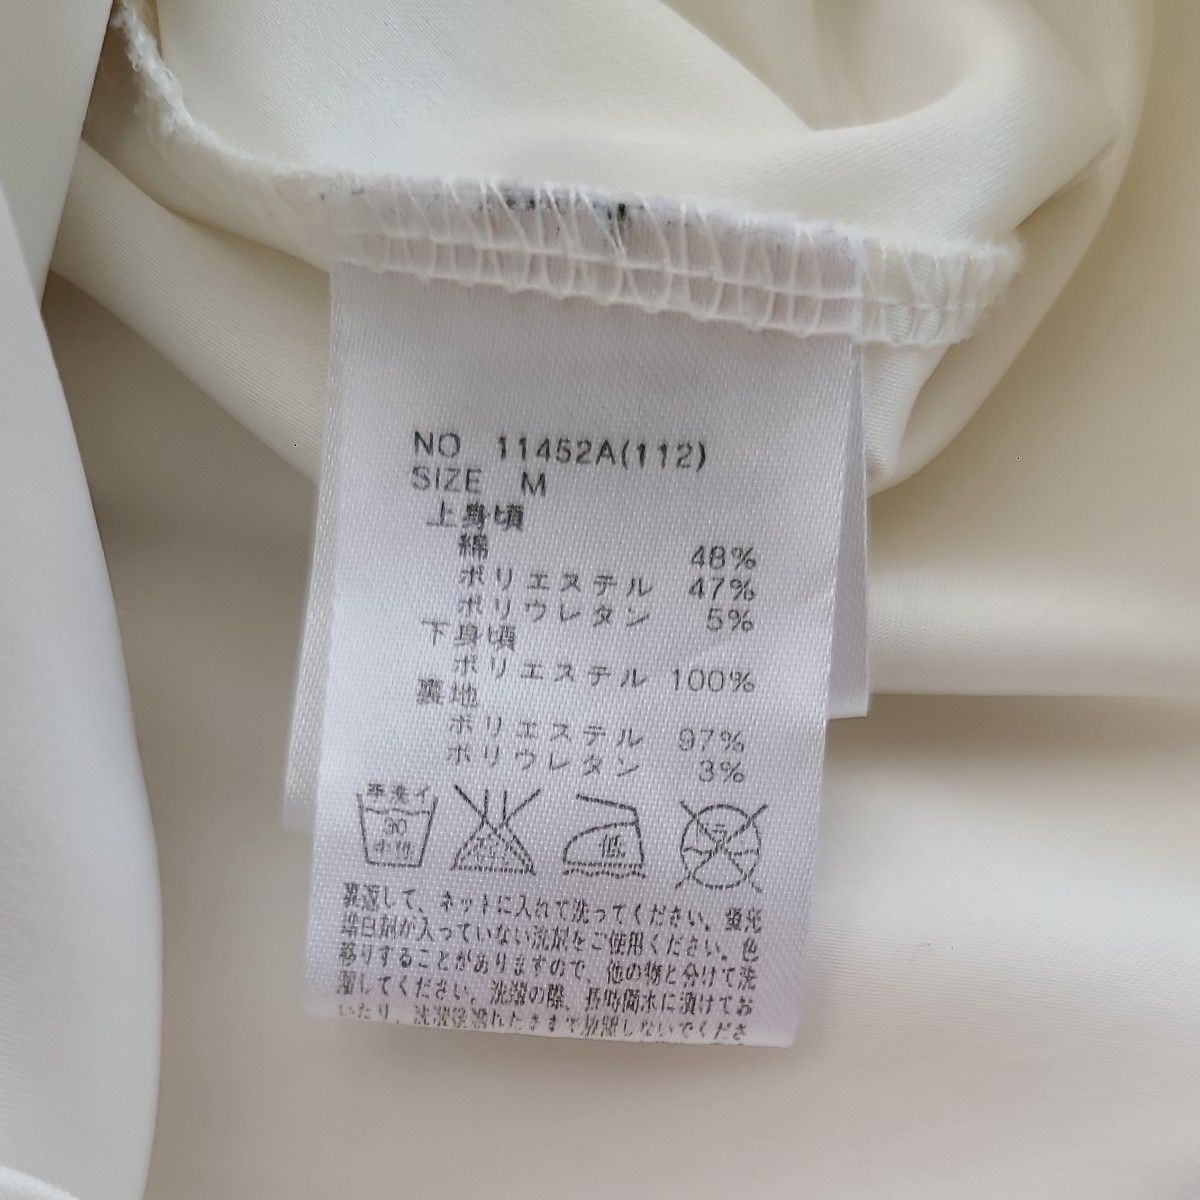 NO 11452A(112)
SIZE M
上身頃
綿 48%
ポリエステル 47%
ポリウレタン 5%
下身頃
ポリエステル 100%
裏地
ポリエステル 97%
ポリウレタン 3%
手洗イ
30
中性
低
裏返して、ネットに入れて洗ってください。蛍光
増白剤が入っていない洗剤をご使用ください。色
移りすることがありますので、他の物と分けて洗
濯してください。洗濯の際、長時間水に漬けてお
いたり、洗濯後濡れたままで放置しないでくださ